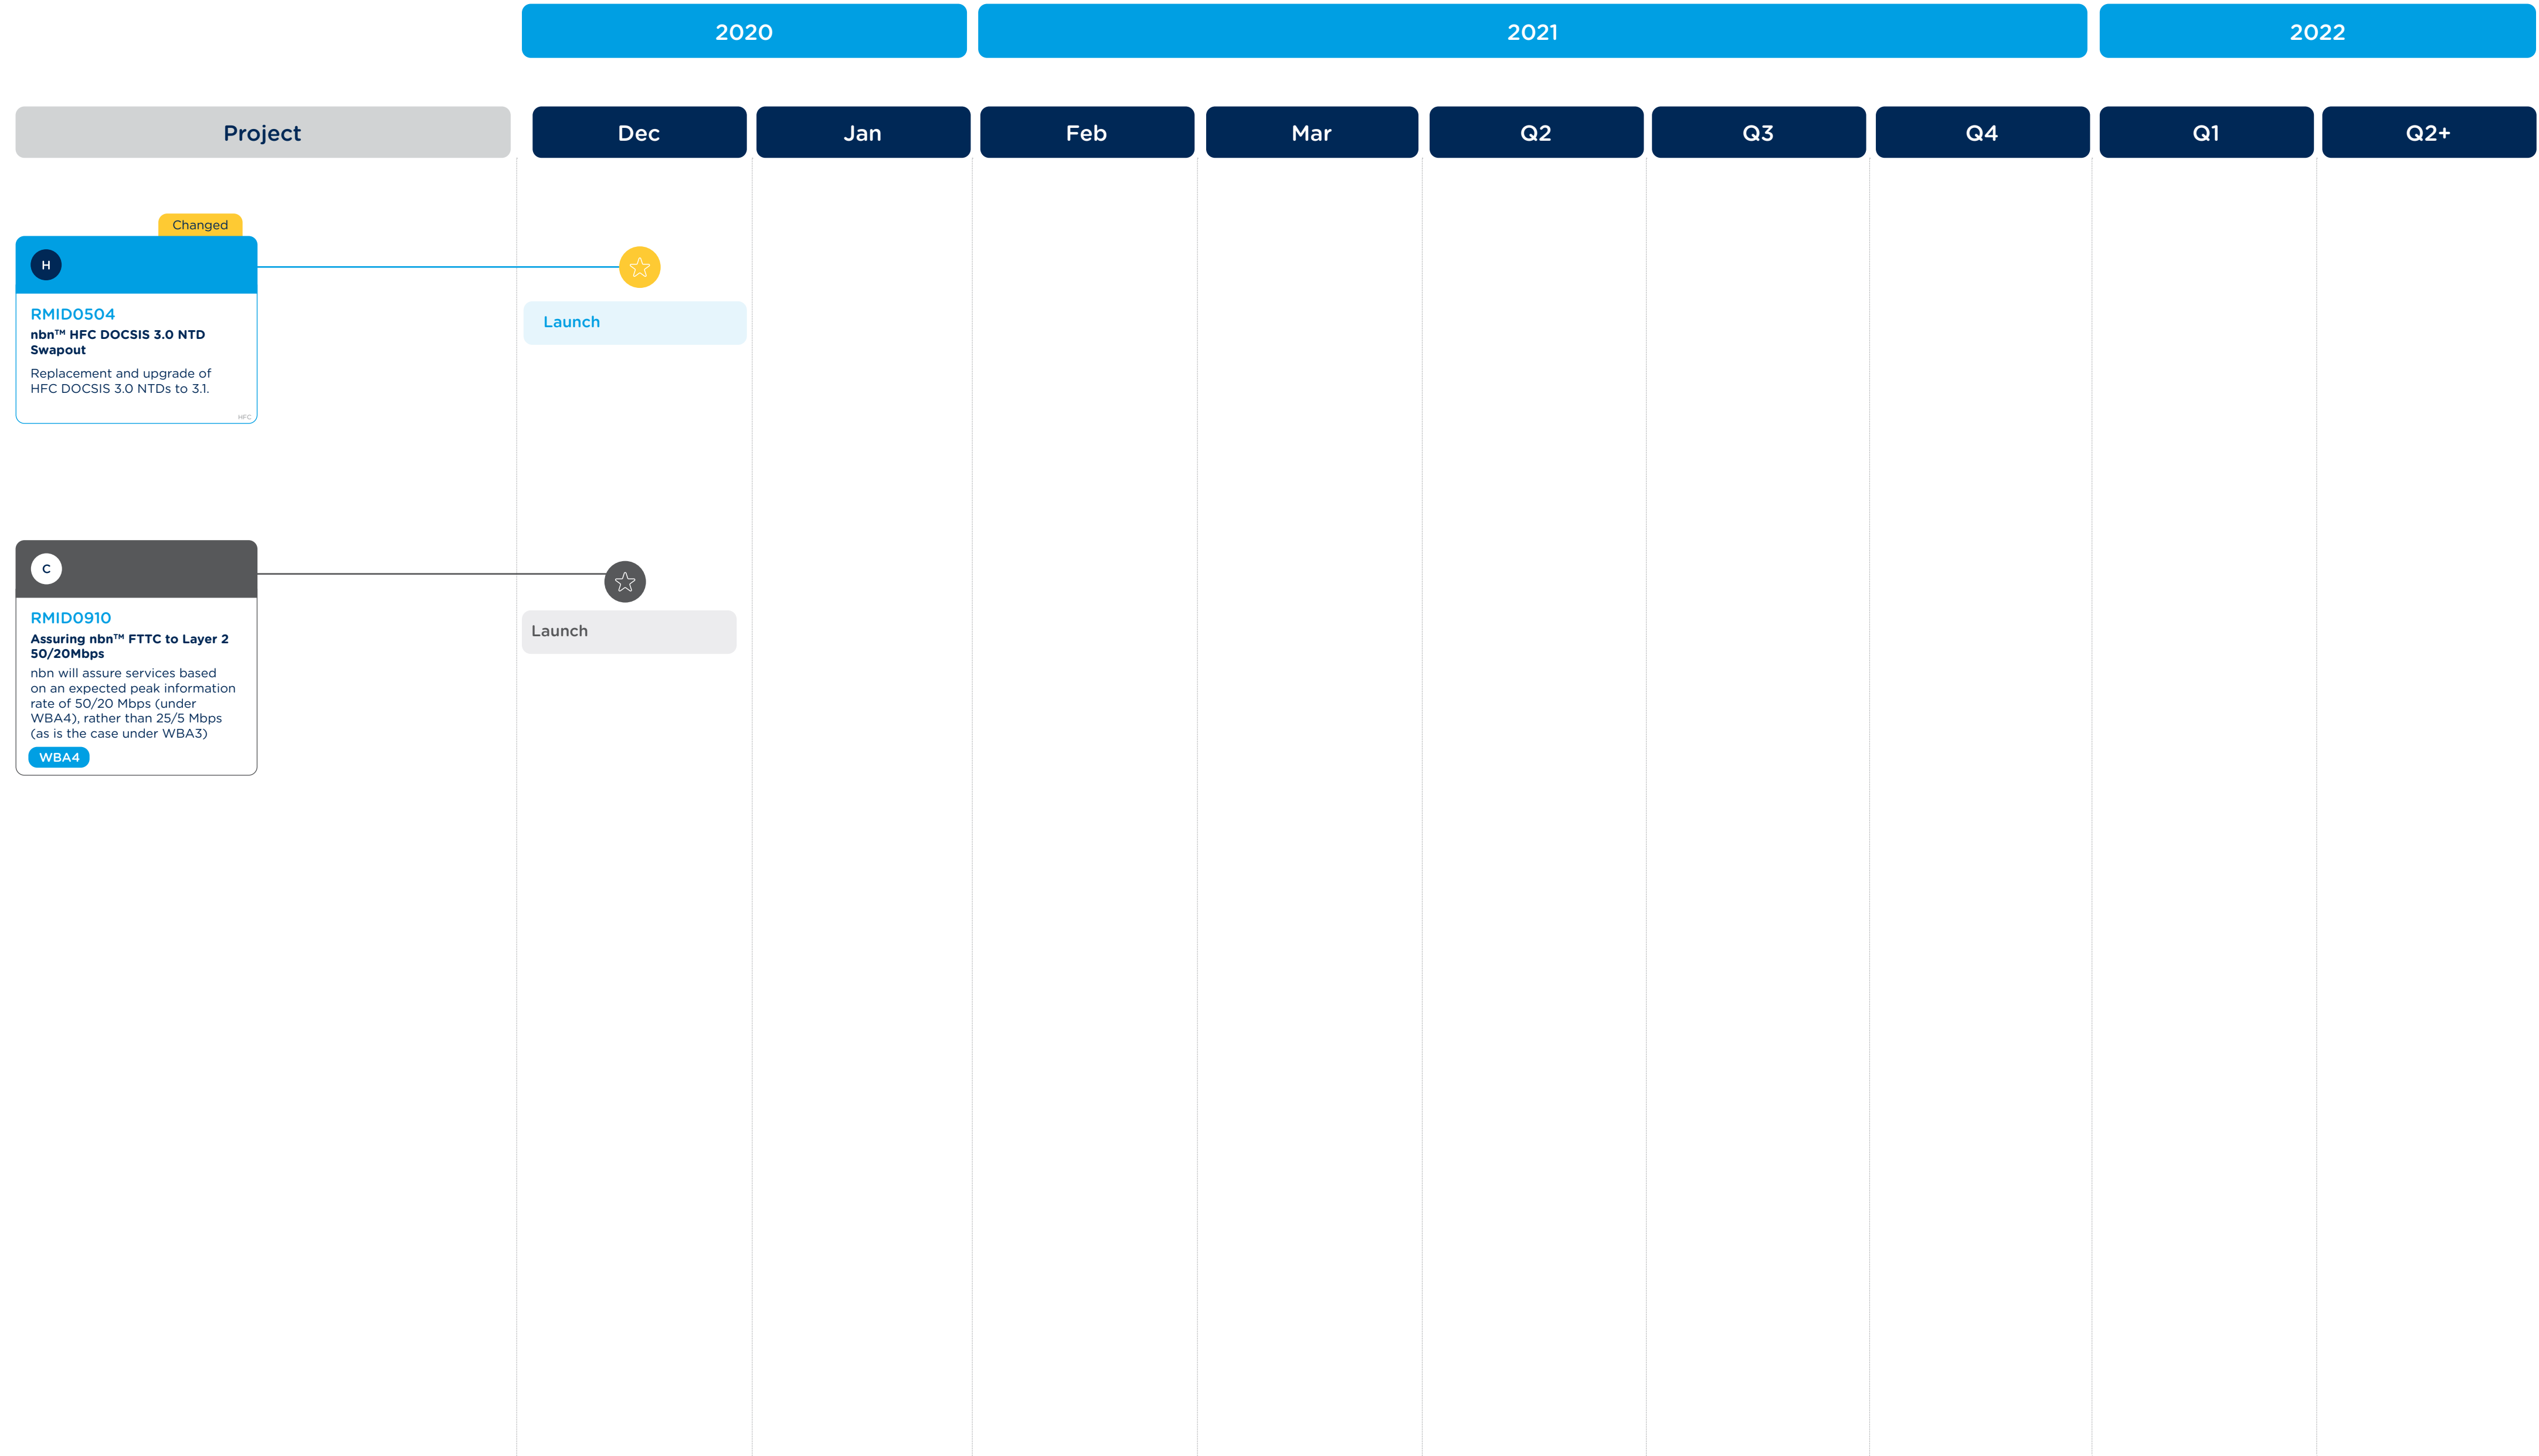 2020
2021
2022
Project
Dec
Jan
Feb
Mar
Q2
Q3
Q4
Q1
Q2+
Changed
H
RMID0504
nbn™ HFC DOCSIS 3.0 NTD
Swapout
Replacement and upgrade of
HFC DOCSIS 3.0 NTDs to 3.1.
HFC
Launch
C
RMID0910
Assuring nbn™ FTTC to Layer 2
50/20Mbps
nbn will assure services based
on an expected peak information
rate of 50/20 Mbps (under
WBA4), rather than 25/5 Mbps
(as is the case under WBA3)
WBA4
Launch